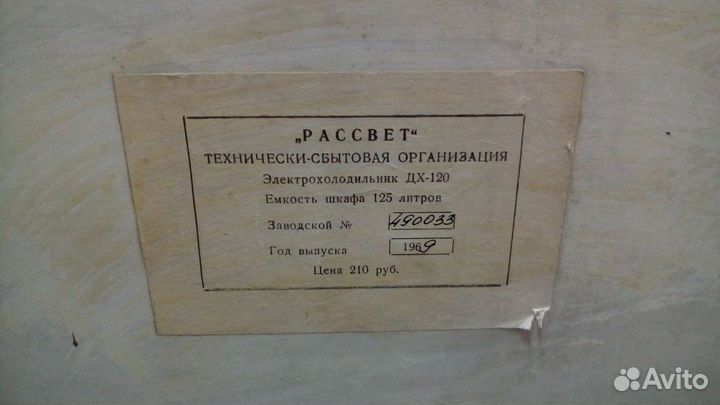 „РАССВЕТ“
ТЕХНИЧЕСКИ-СБЫТОВАЯ ОРГАНИЗАЦИЯ
Электрохолодильник ДХ-120
Емкость шкафа 125 литров
Заводской № 490033
Год выпуска 1969
Цена 210 руб.
Avito